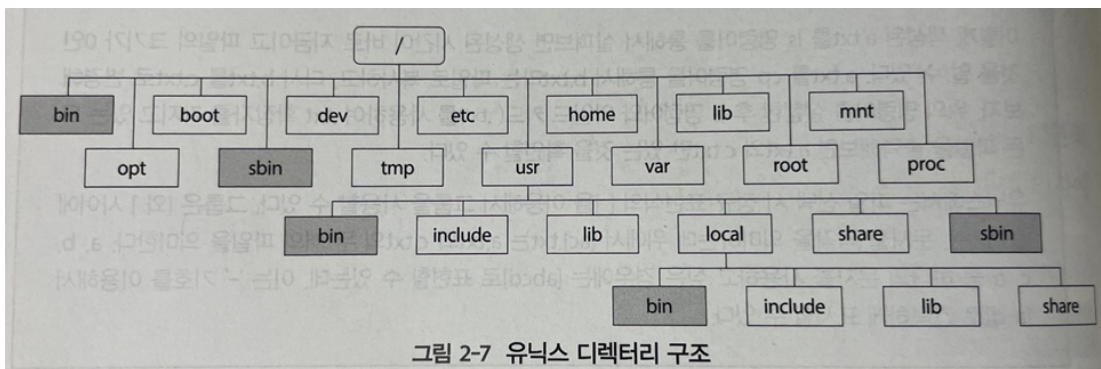 /
bin boot dev etc home lib mnt
opt sbin tmp usr var root proc
bin include lib local share sbin
bin include lib share
그림 2-7 유닉스 디렉터리 구조